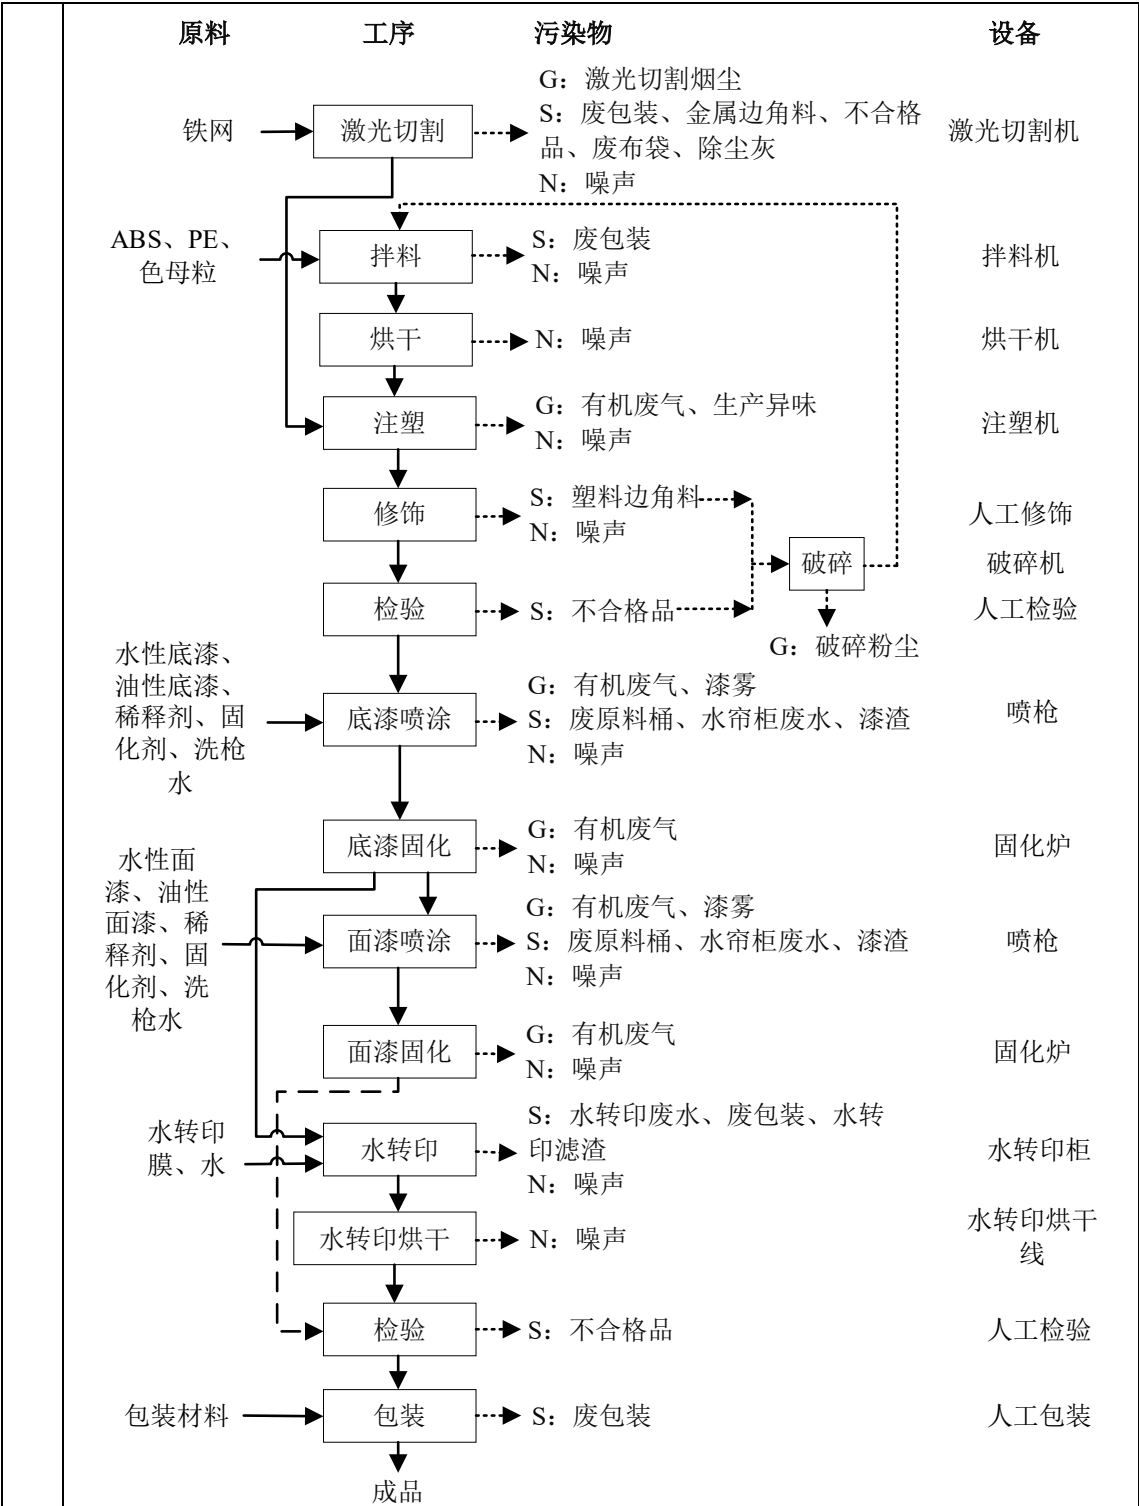 原料 工序 污染物 设备
G：激光切割烟尘
铁网 激光切割 S：废包装、金属边角料、不合格 激光切割机
品、废布袋、除尘灰
N：噪声
ABS、PE、
色母粒
拌料
S：废包装
N：噪声
拌料机
烘干 N：噪声 烘干机
注塑
G：有机废气、生产异味
N：噪声
注塑机
修饰
S：塑料边角料
N：噪声
人工修饰
破碎 破碎机
检验 S：不合格品 人工检验
G：破碎粉尘
水性底漆、
油性底漆、
稀释剂、固
化剂、洗枪
水
底漆喷涂
G：有机废气、漆雾
S：废原料桶、水帘柜废水、漆渣
N：噪声
喷枪
底漆固化
G：有机废气
N：噪声
固化炉
水性面
漆、油性
面漆、稀
释剂、固
化剂、洗
枪水
面漆喷涂
G：有机废气、漆雾
S：废原料桶、水帘柜废水、漆渣
N：噪声
喷枪
面漆固化
G：有机废气
N：噪声
固化炉
水转印
膜、水
水转印
S：水转印废水、废包装、水转
印滤渣
N：噪声
水转印柜
水转印烘干 N：噪声
水转印烘干
线
检验 S：不合格品 人工检验
包装材料 包装 S：废包装 人工包装
成品